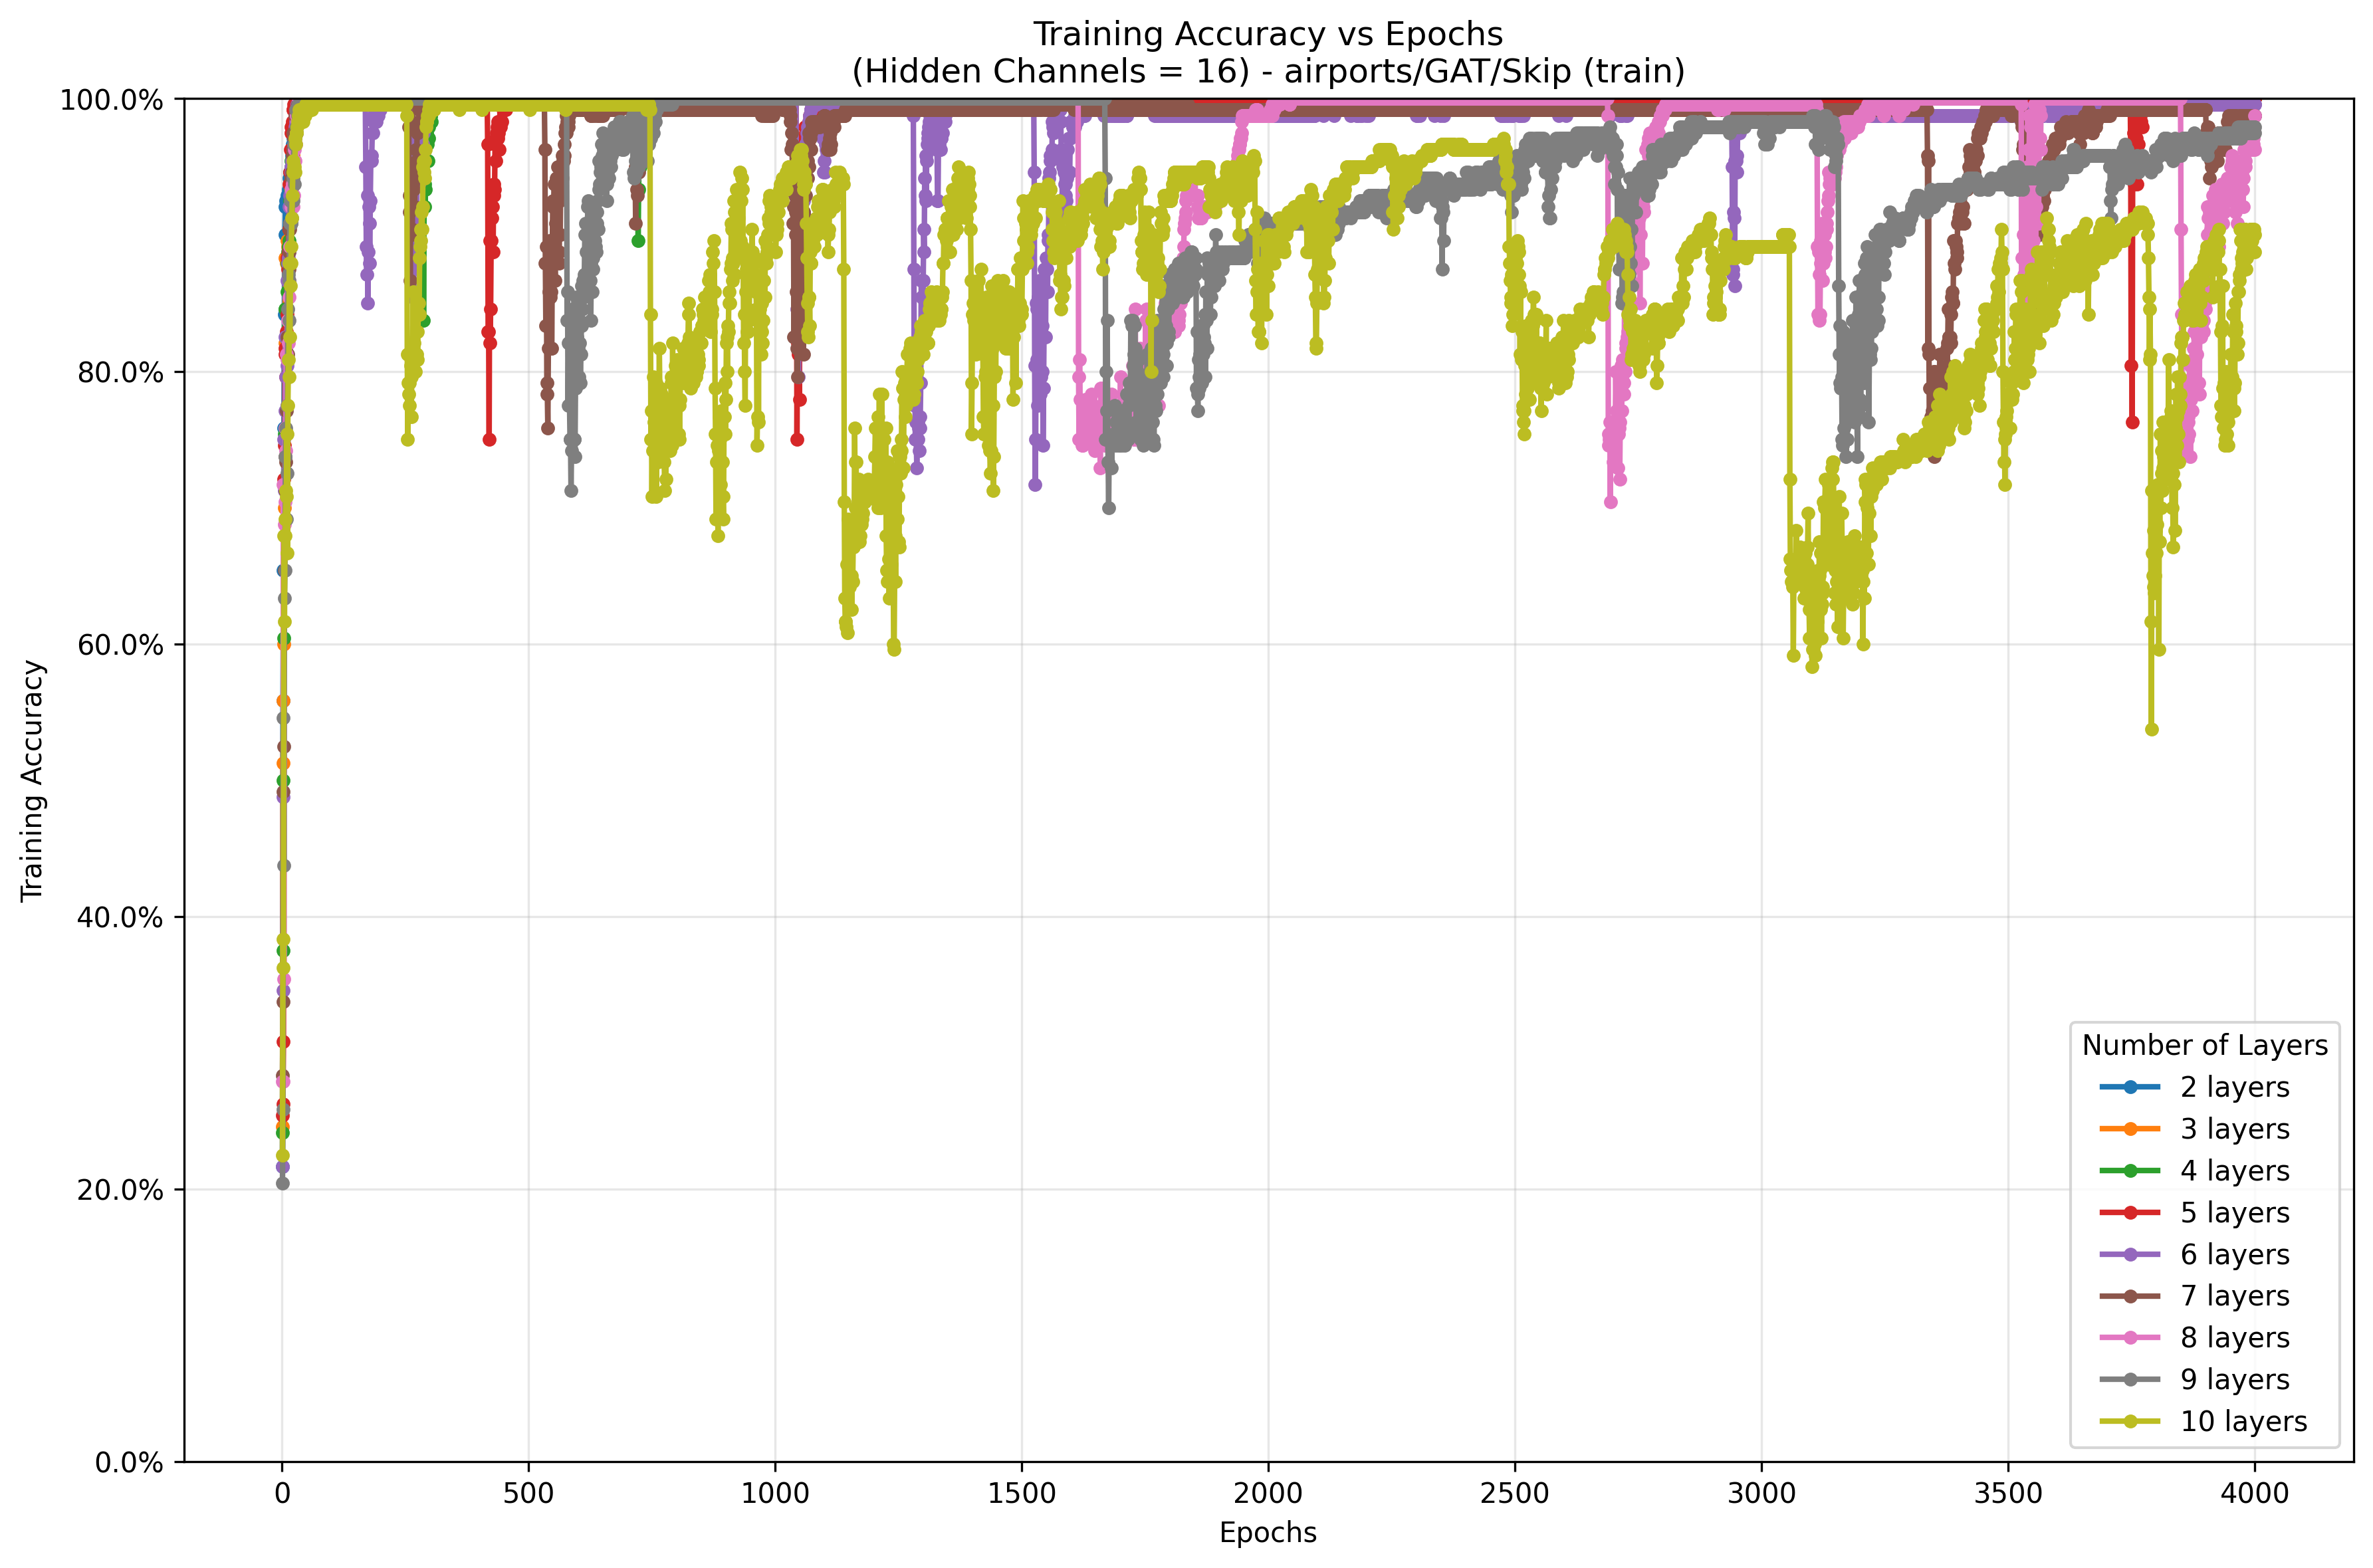 Training Accuracy vs Epochs
(Hidden Channels = 16) - airports/GAT/Skip (train)
100.0%
80.0%
60.0%
40.0%
20.0%
0.0%
Training Accuracy
0
500
1000
1500
2000
2500
3000
3500
4000
Epochs
Number of Layers
2 layers
3 layers
4 layers
5 layers
6 layers
7 layers
8 layers
9 layers
10 layers